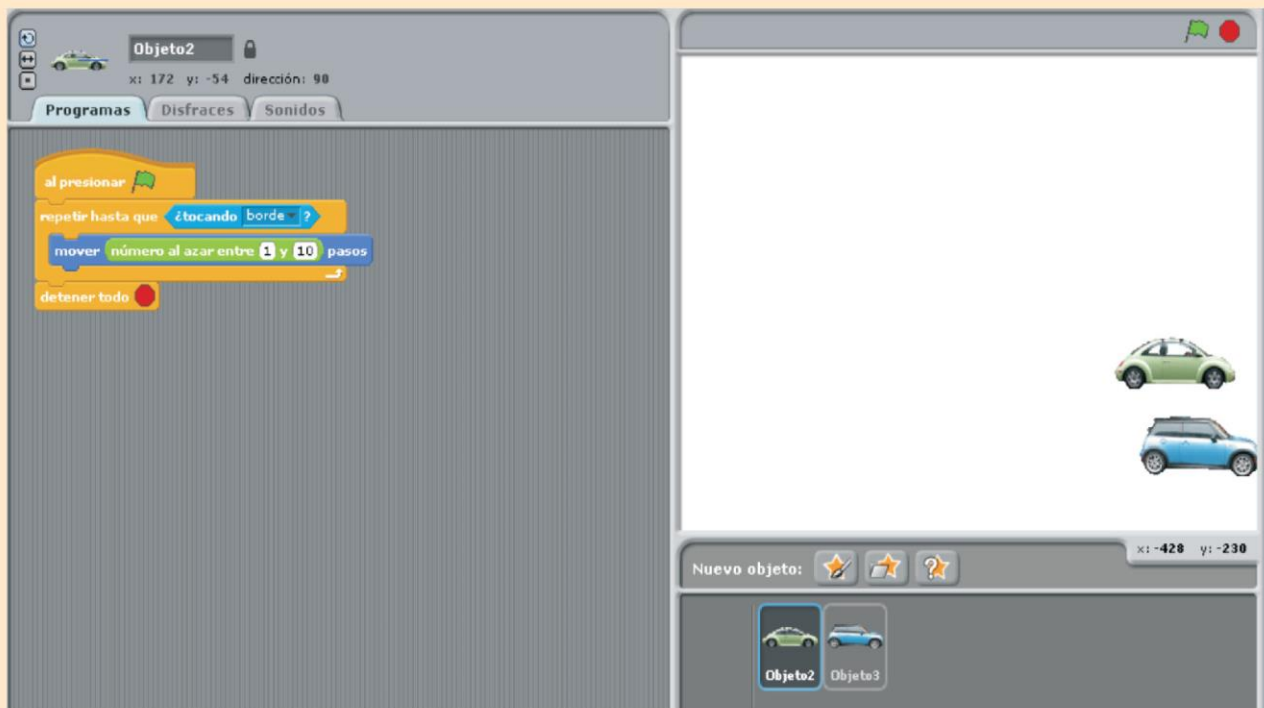 Objeto2
x: 172 y: -54 dirección: 90
Programas Disfraces Sonidos
al presionar
repetir hasta que ¿tocando borde ?
mover número al azar entre 1 y 10 pasos
detener todo
x: -428 y: -230
Nuevo objeto:
Objeto2 Objeto3